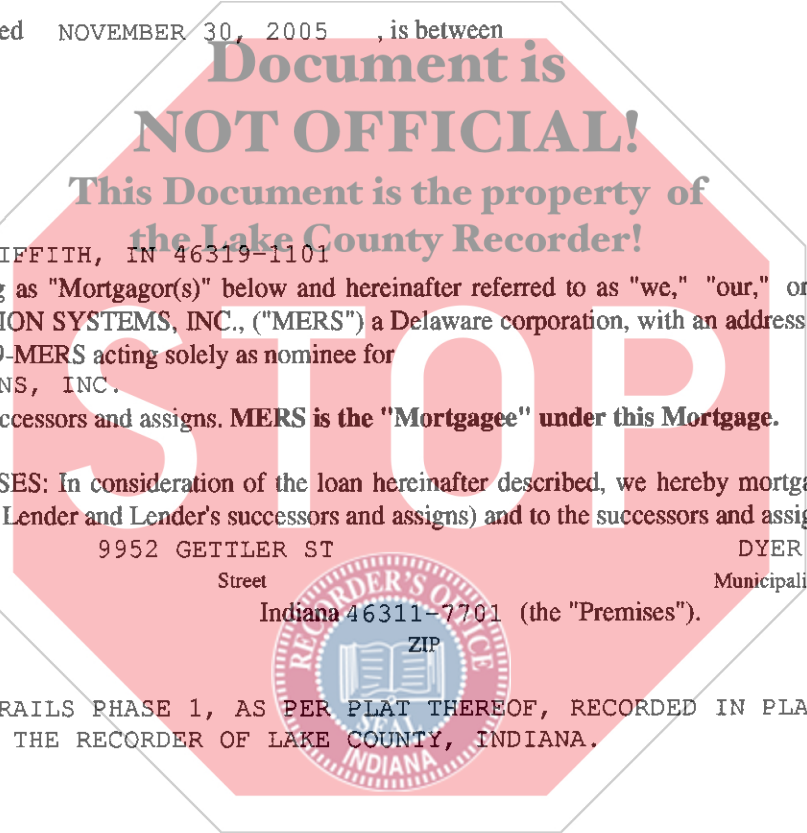 ed NOVEMBER 30, 2005 , is between
Document is
NOT OFFICIAL!
This Document is the property of
the Lake County Recorder!
IFFITH, IN 46319-1101
g as "Mortgagor(s)" below and hereinafter referred to as "we," "our," or
ION SYSTEMS, INC., ("MERS") a Delaware corporation, with an address
9-MERS acting solely as nominee for
NS, INC.
ccessors and assigns. MERS is the "Mortgagee" under this Mortgage.
STOP
SES: In consideration of the loan hereinafter described, we hereby mortga
Lender and Lender's successors and assigns) and to the successors and assig
9952 GETTLER ST DYER
Street Municipali
Indiana 46311-7701 (the "Premises").
ZIP
RECORDER'S OFFICE
SEAL
INDIANA
RAILS PHASE 1, AS PER PLAT THEREOF, RECORDED IN PLA
THE RECORDER OF LAKE COUNTY, INDIANA.